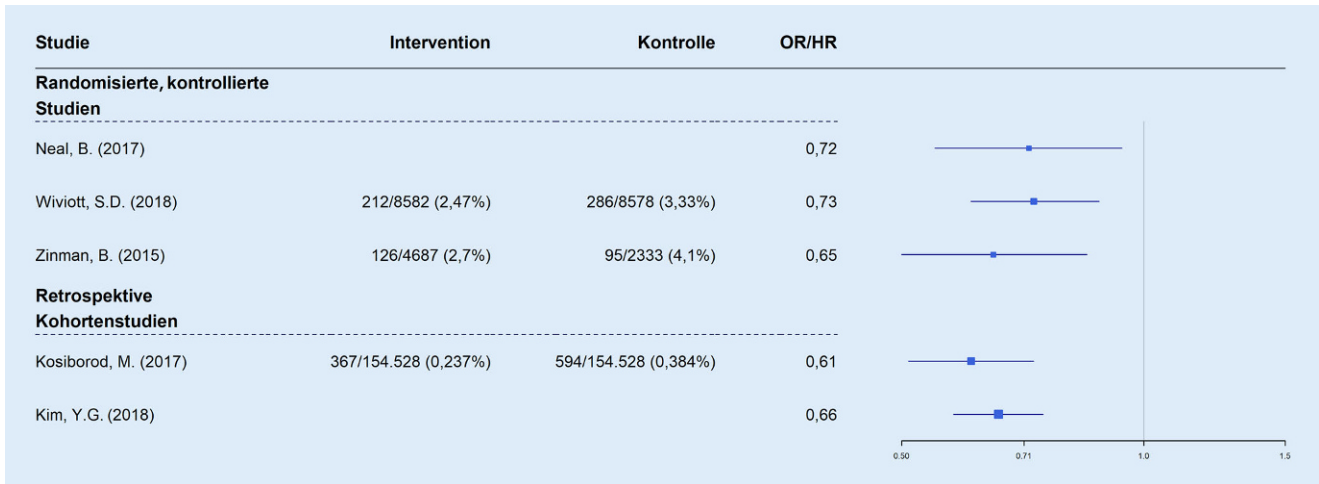 Studie Intervention Kontrolle OR/HR
Randomisierte, kontrollierte
Studien
Neal, B. (2017) 0,72
Wiviott, S.D. (2018) 212/8582 (2,47%) 286/8578 (3,33%) 0,73
Zinman, B. (2015) 126/4687 (2,7%) 95/2333 (4,1%) 0,65
Retrospektive
Kohortenstudien
Kosiborod, M. (2017) 367/154.528 (0,237%) 594/154.528 (0,384%) 0,61
Kim, Y.G. (2018) 0,66
0.50 0.71 1.0 1.5